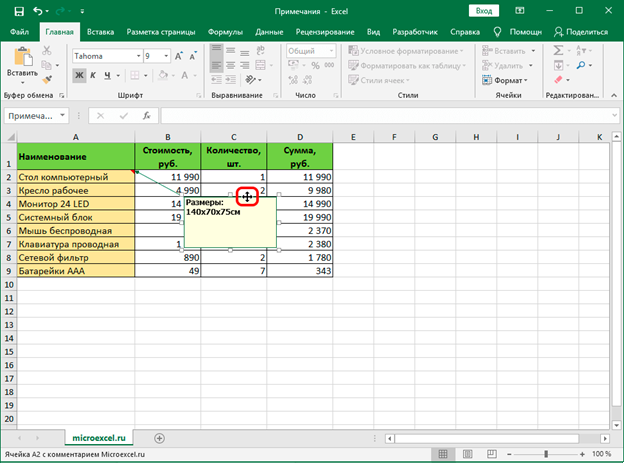 Примечания - Excel
Вход
Файл Главная Вставка Разметка страницы Формулы Данные Рецензирование Вид Разработчик Справка Помощн Поделиться
Вставить
Tahoma 9
Ж К Ч
Общий
% 000
Условное форматирование
Форматировать как таблицу
Стили ячеек
Вставить
Удалить
Формат
Буфер обмена Шрифт Выравнивание Число Стили Ячейки Редактирован...
Примеча... fx
A B C D E F G H I J K
1 Наименование Стоимость, руб. Количество, шт. Сумма, руб.
2 Стол компьютерный 11 990 1 11 990
3 Кресло рабочее 4 990 2 9 980
4 Монитор 24 LED 14 14 990
5 Системный блок 19 19 990
6 Мышь беспроводная 2 370
7 Клавиатура проводная 1 2 380
8 Сетевой фильтр 890 2 1 780
9 Батарейки ААА 49 7 343
Размеры:
140х70х75см
10
11
12
13
14
15
16
17
18
19
20
microexcel.ru
Ячейка A2 с комментарием Microexcel.ru
100 %